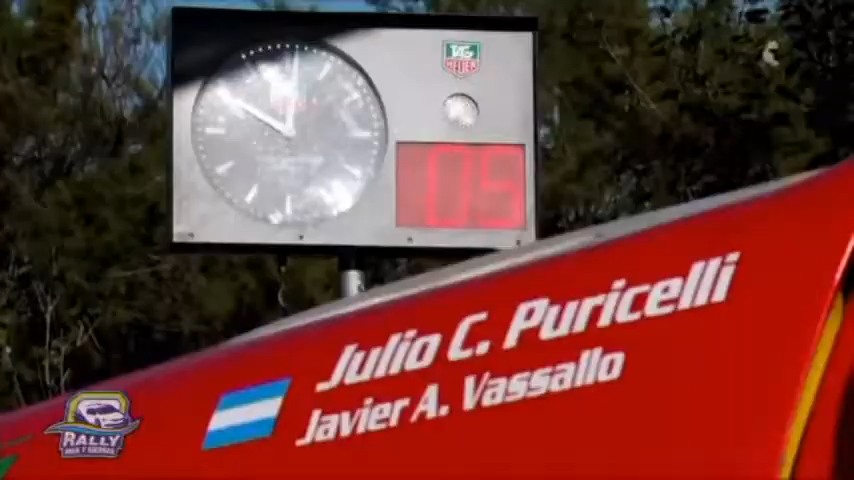 TAG
HEUER
05
Julio C. Puricelli
Javier A. Vassallo
RALLY